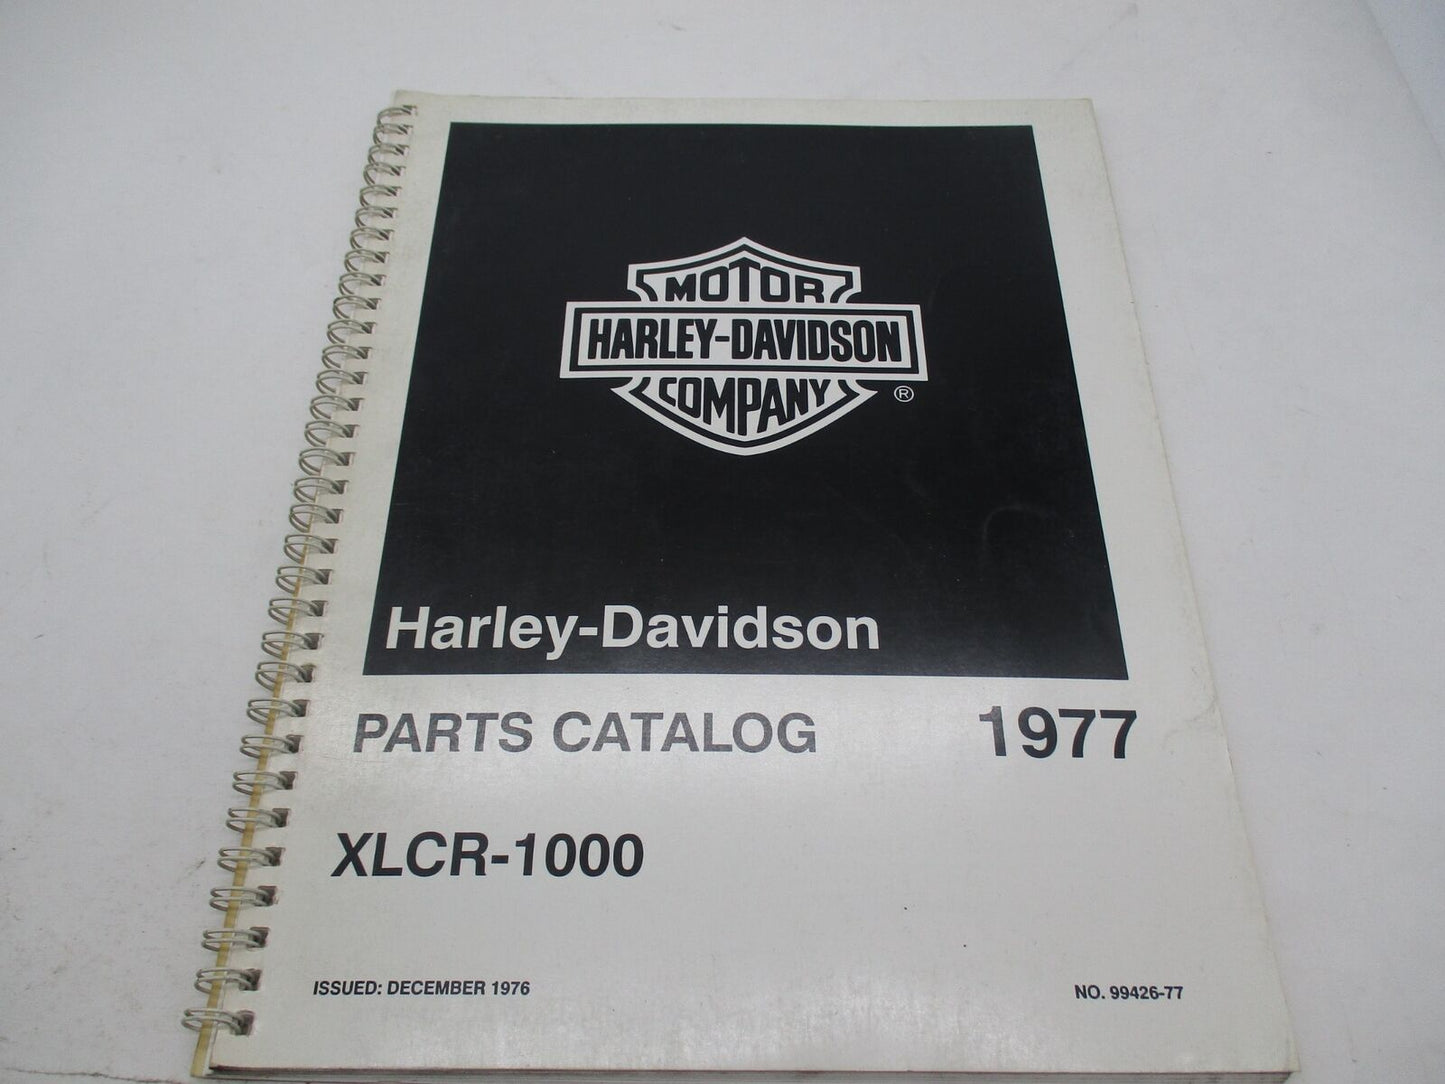 MOTOR
HARLEY-DAVIDSON
COMPANY ®
Harley-Davidson
PARTS CATALOG 1977
XLCR-1000
ISSUED: DECEMBER 1976 NO. 99426-77